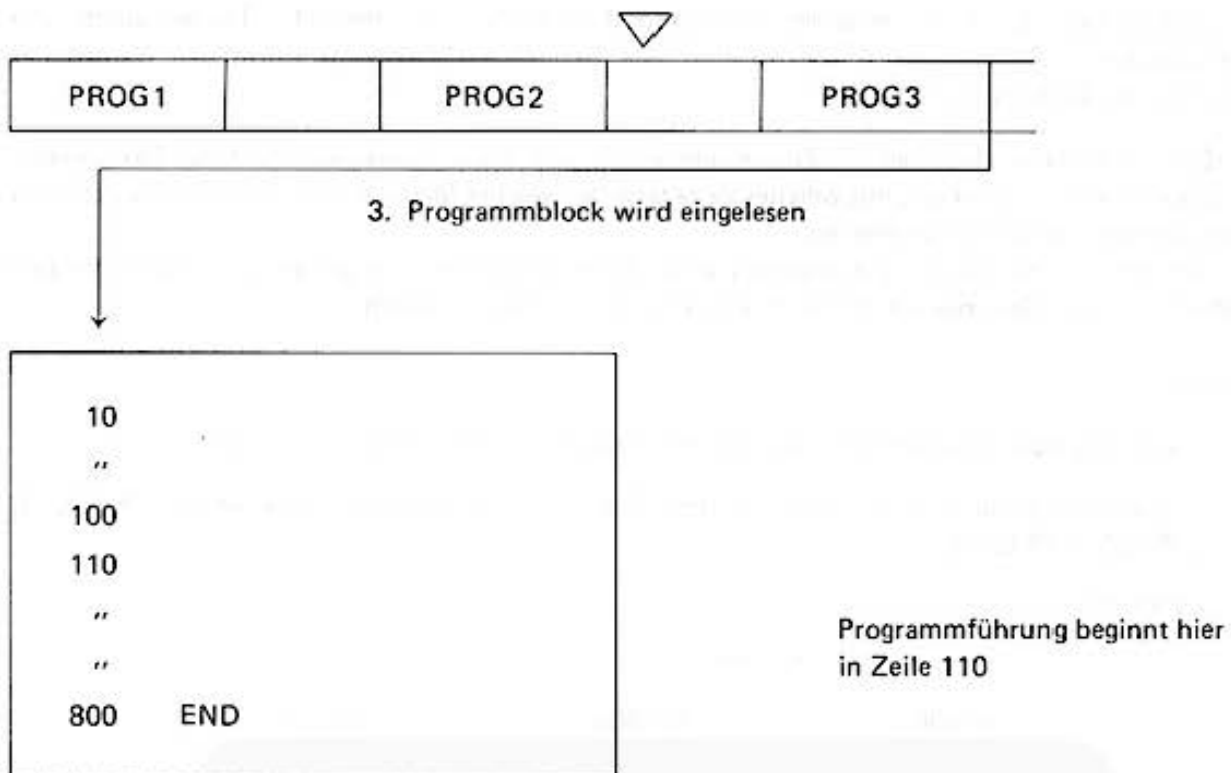 PROG1 PROG2 PROG3
3. Programmblock wird eingelesen
10
"
100
110
"
"
800 END
Programmführung beginnt hier
in Zeile 110